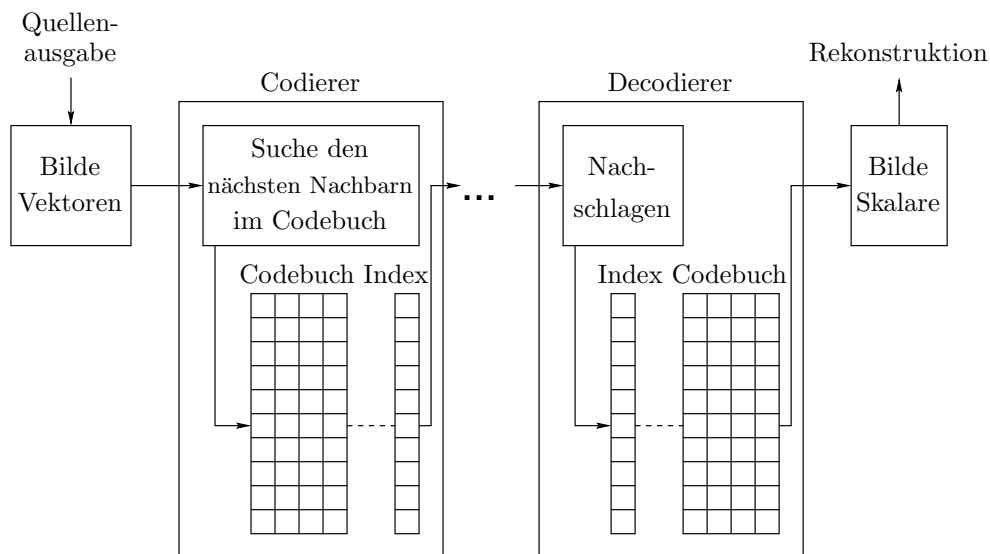 Quellen-
ausgabe
Codierer
Decodierer
Rekonstruktion
Bilde
Vektoren
Suche den
nächsten Nachbarn
im Codebuch
...
Nach-
schlagen
Bilde
Skalare
Codebuch Index
Index Codebuch